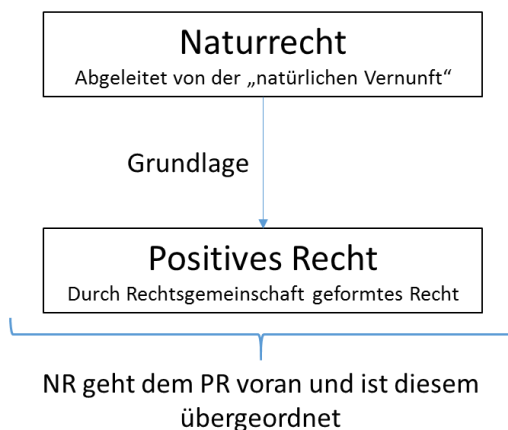 Naturrecht
Abgeleitet von der „natürlichen Vernunft“
Grundlage
Positives Recht
Durch Rechtsgemeinschaft geformtes Recht
NR geht dem PR voran und ist diesem
übergeordnet